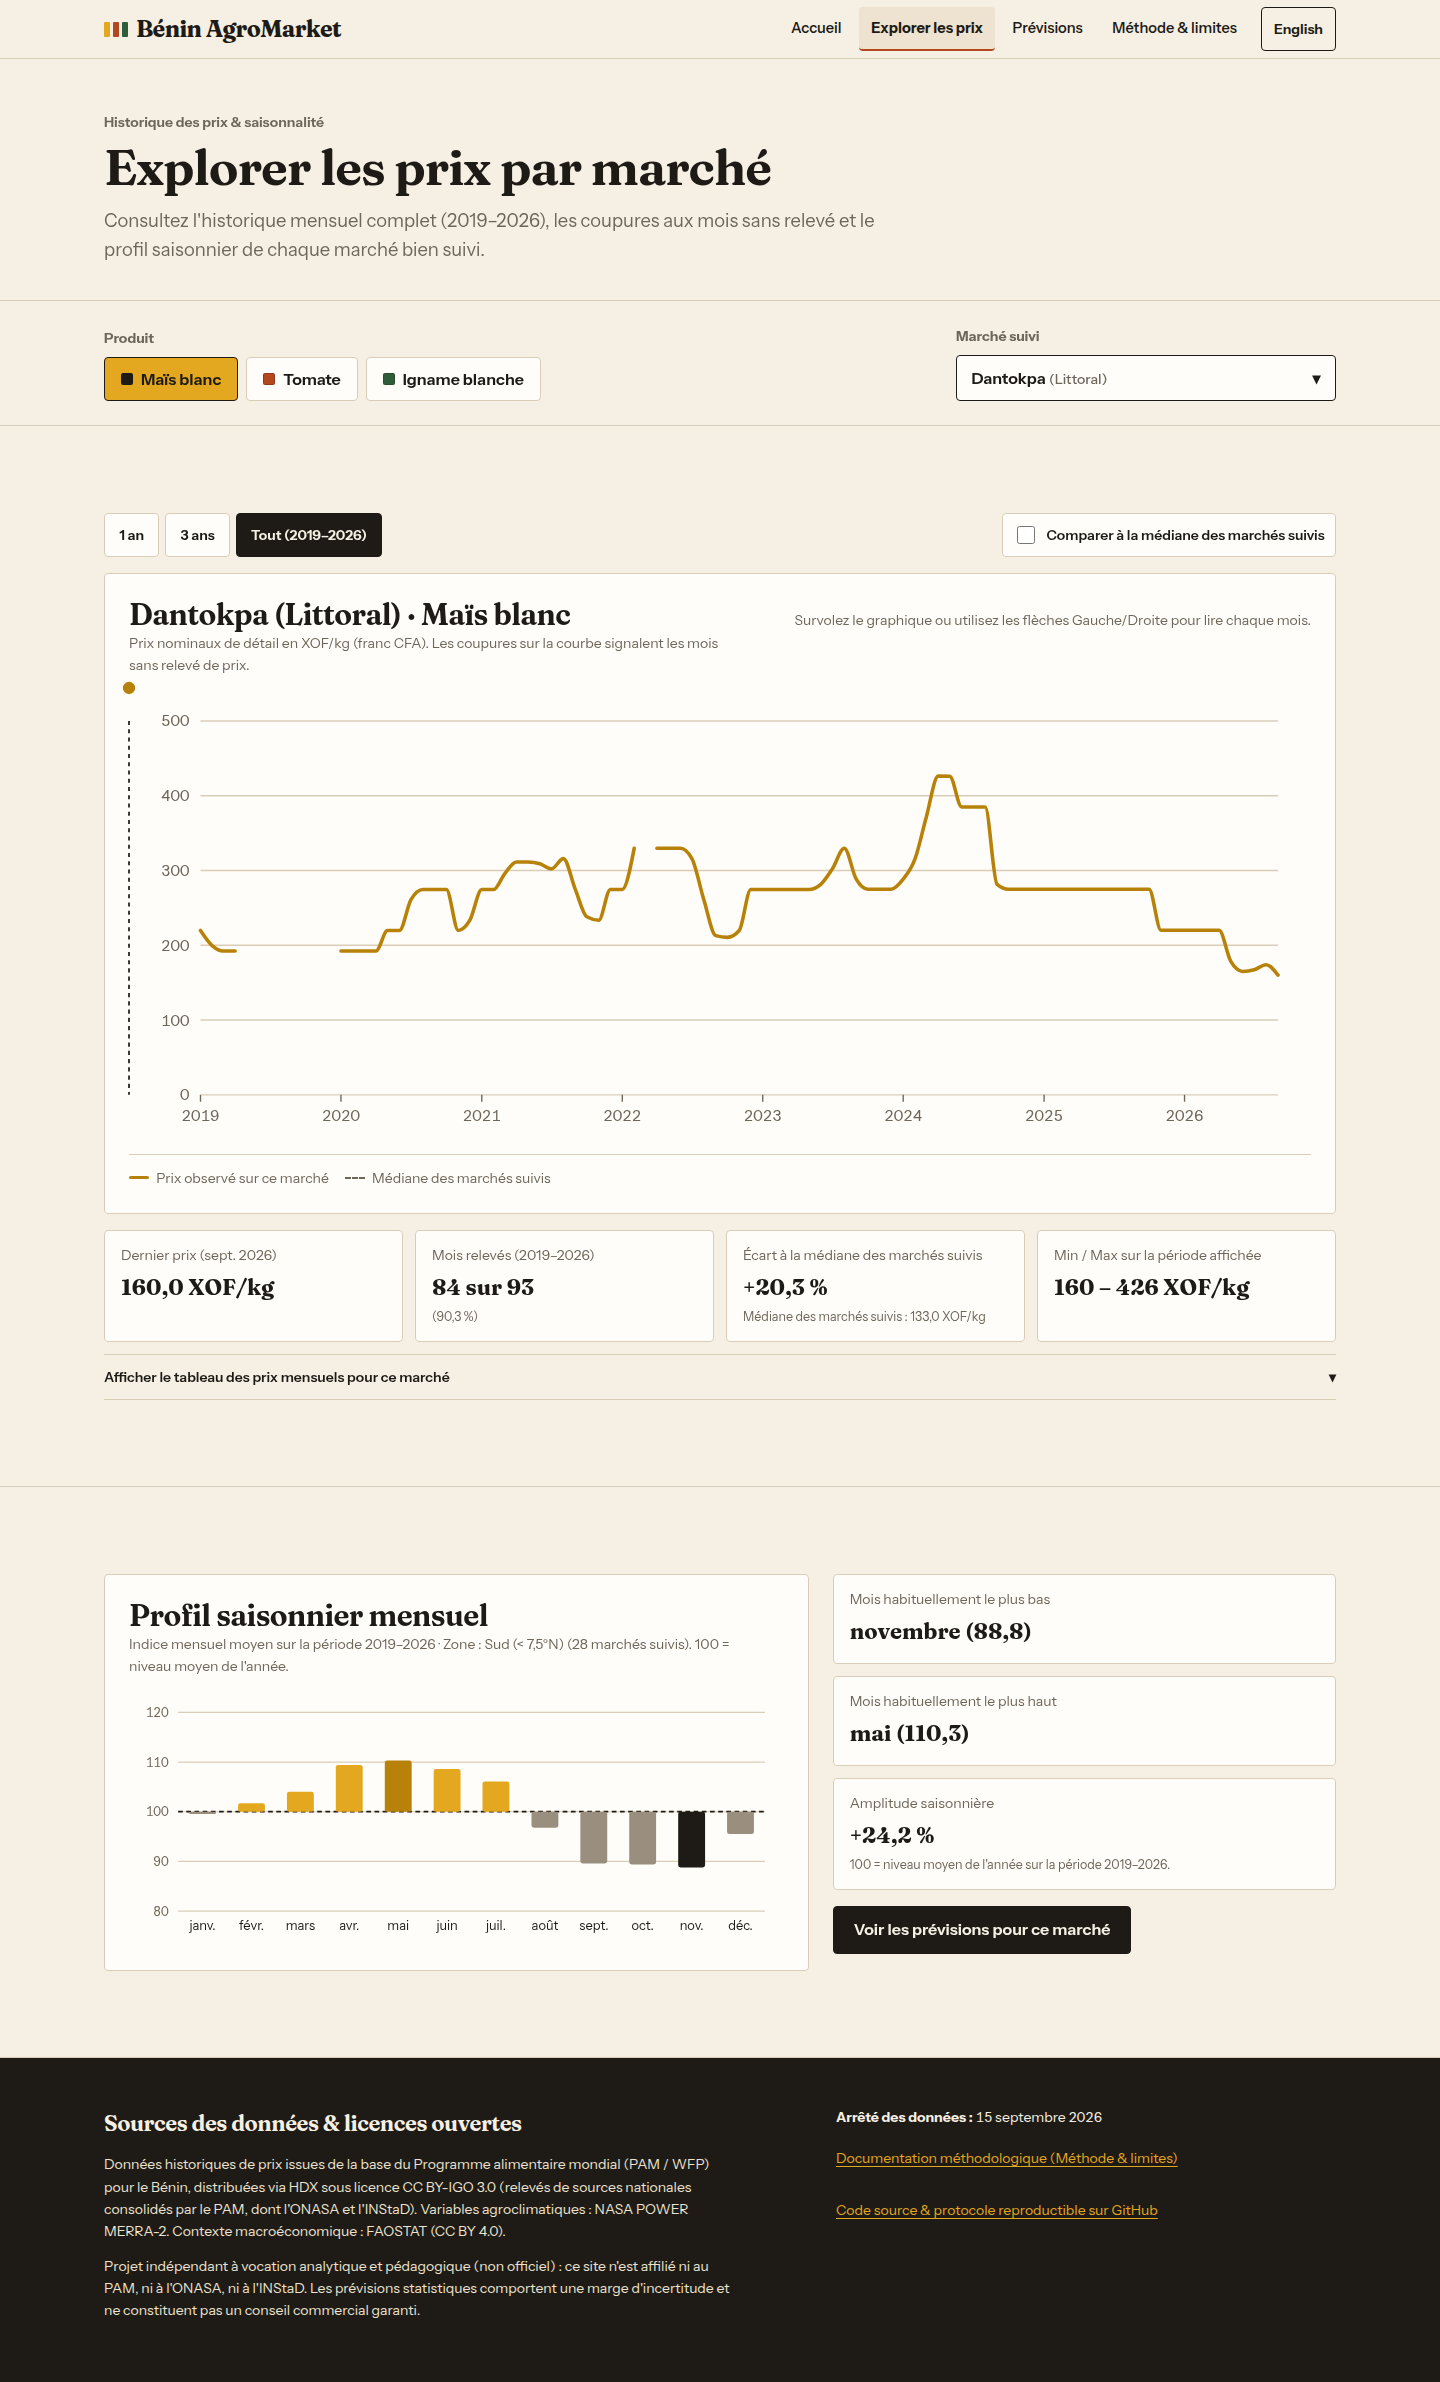 Bénin AgroMarket
Accueil
Explorer les prix
Prévisions
Méthode & limites
English
Historique des prix & saisonnalité
Explorer les prix par marché
Consultez l'historique mensuel complet (2019–2026), les coupures aux mois sans relevé et le
profil saisonnier de chaque marché bien suivi.
Produit
Maïs blanc
Tomate
Igname blanche
Marché suivi
Dantokpa (Littoral) ▾
1 an
3 ans
Tout (2019–2026)
Comparer à la médiane des marchés suivis
Dantokpa (Littoral) · Maïs blanc
Survolez le graphique ou utilisez les flèches Gauche/Droite pour lire chaque mois.
Prix nominaux de détail en XOF/kg (franc CFA). Les coupures sur la courbe signalent les mois
sans relevé de prix.
500
400
300
200
100
0
2019 2020 2021 2022 2023 2024 2025 2026
Prix observé sur ce marché
Médiane des marchés suivis
Dernier prix (sept. 2026)
160,0 XOF/kg
Mois relevés (2019–2026)
84 sur 93
(90,3 %)
Écart à la médiane des marchés suivis
+20,3 %
Médiane des marchés suivis : 133,0 XOF/kg
Min / Max sur la période affichée
160 – 426 XOF/kg
Afficher le tableau des prix mensuels pour ce marché ▾
Profil saisonnier mensuel
Indice mensuel moyen sur la période 2019–2026 · Zone : Sud (< 7,5°N) (28 marchés suivis). 100 =
niveau moyen de l'année.
120
110
100
90
80
janv. févr. mars avr. mai juin juil. août sept. oct. nov. déc.
Mois habituellement le plus bas
novembre (88,8)
Mois habituellement le plus haut
mai (110,3)
Amplitude saisonnière
+24,2 %
100 = niveau moyen de l'année sur la période 2019–2026.
Voir les prévisions pour ce marché
Sources des données & licences ouvertes
Données historiques de prix issues de la base du Programme alimentaire mondial (PAM / WFP)
pour le Bénin, distribuées via HDX sous licence CC BY-IGO 3.0 (relevés de sources nationales
consolidés par le PAM, dont l'ONASA et l'INStaD). Variables agroclimatiques : NASA POWER
MERRA-2. Contexte macroéconomique : FAOSTAT (CC BY 4.0).
Projet indépendant à vocation analytique et pédagogique (non officiel) : ce site n'est affilié ni au
PAM, ni à l'ONASA, ni à l'INStaD. Les prévisions statistiques comportent une marge d'incertitude et
ne constituent pas un conseil commercial garanti.
Arrêté des données : 15 septembre 2026
Documentation méthodologique (Méthode & limites)
Code source & protocole reproductible sur GitHub